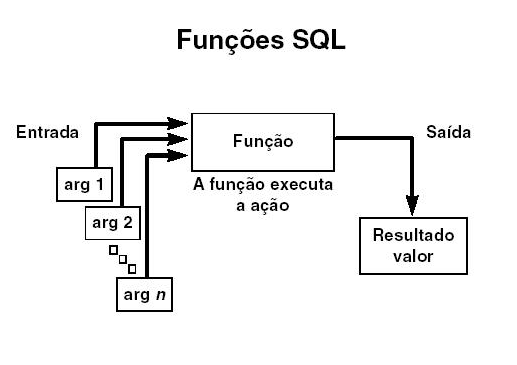 Funções SQL
Entrada
Função
Saída
arg 1
A função executa
a ação
arg 2
Resultado
valor
arg n